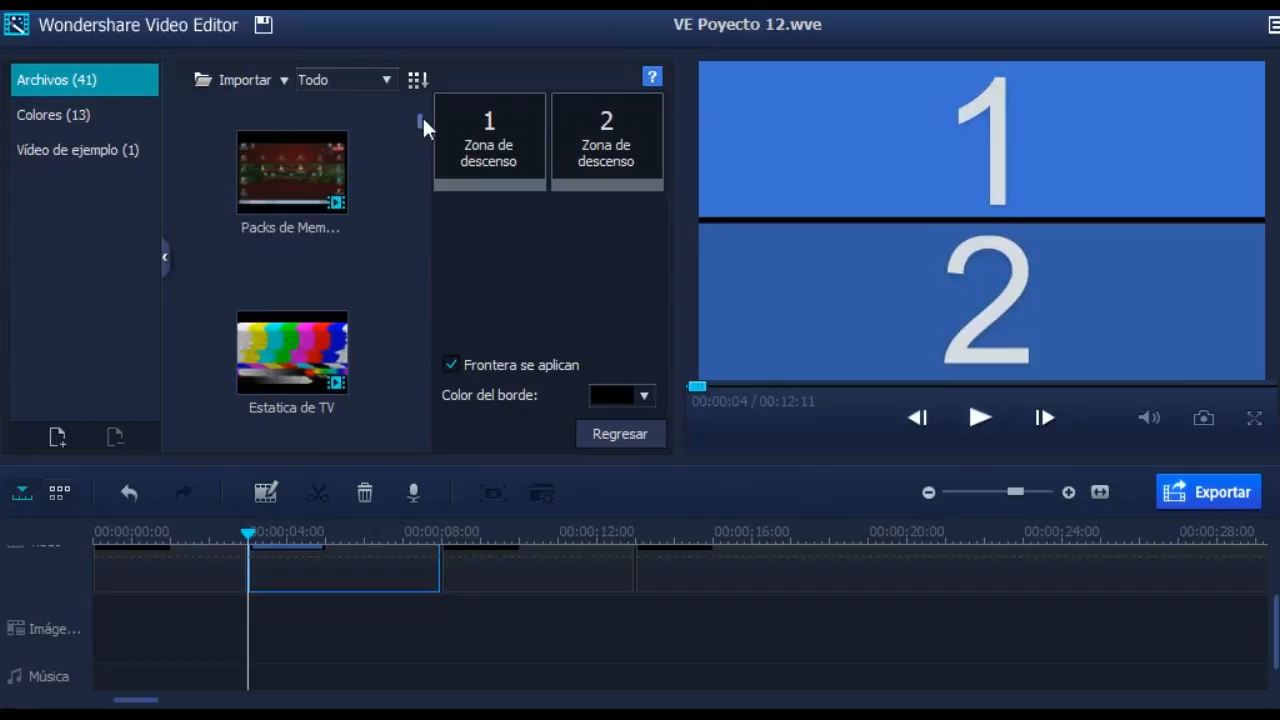 Wondershare Video Editor
VE Poyecto 12.wve
Archivos (41)
Colores (13)
Vídeo de ejemplo (1)
Importar
Todo
?
Packs de Mem...
Estatica de TV
1
Zona de
descenso
2
Zona de
descenso
Frontera se aplican
Color del borde:
Regresar
1
2
00:00:04 / 00:12:11
Exportar
00:00:00:00 00:00:04:00 00:00:08:00 00:00:12:00 00:00:16:00 00:00:20:00 00:00:24:00 00:00:28:00
Imáge...
Música